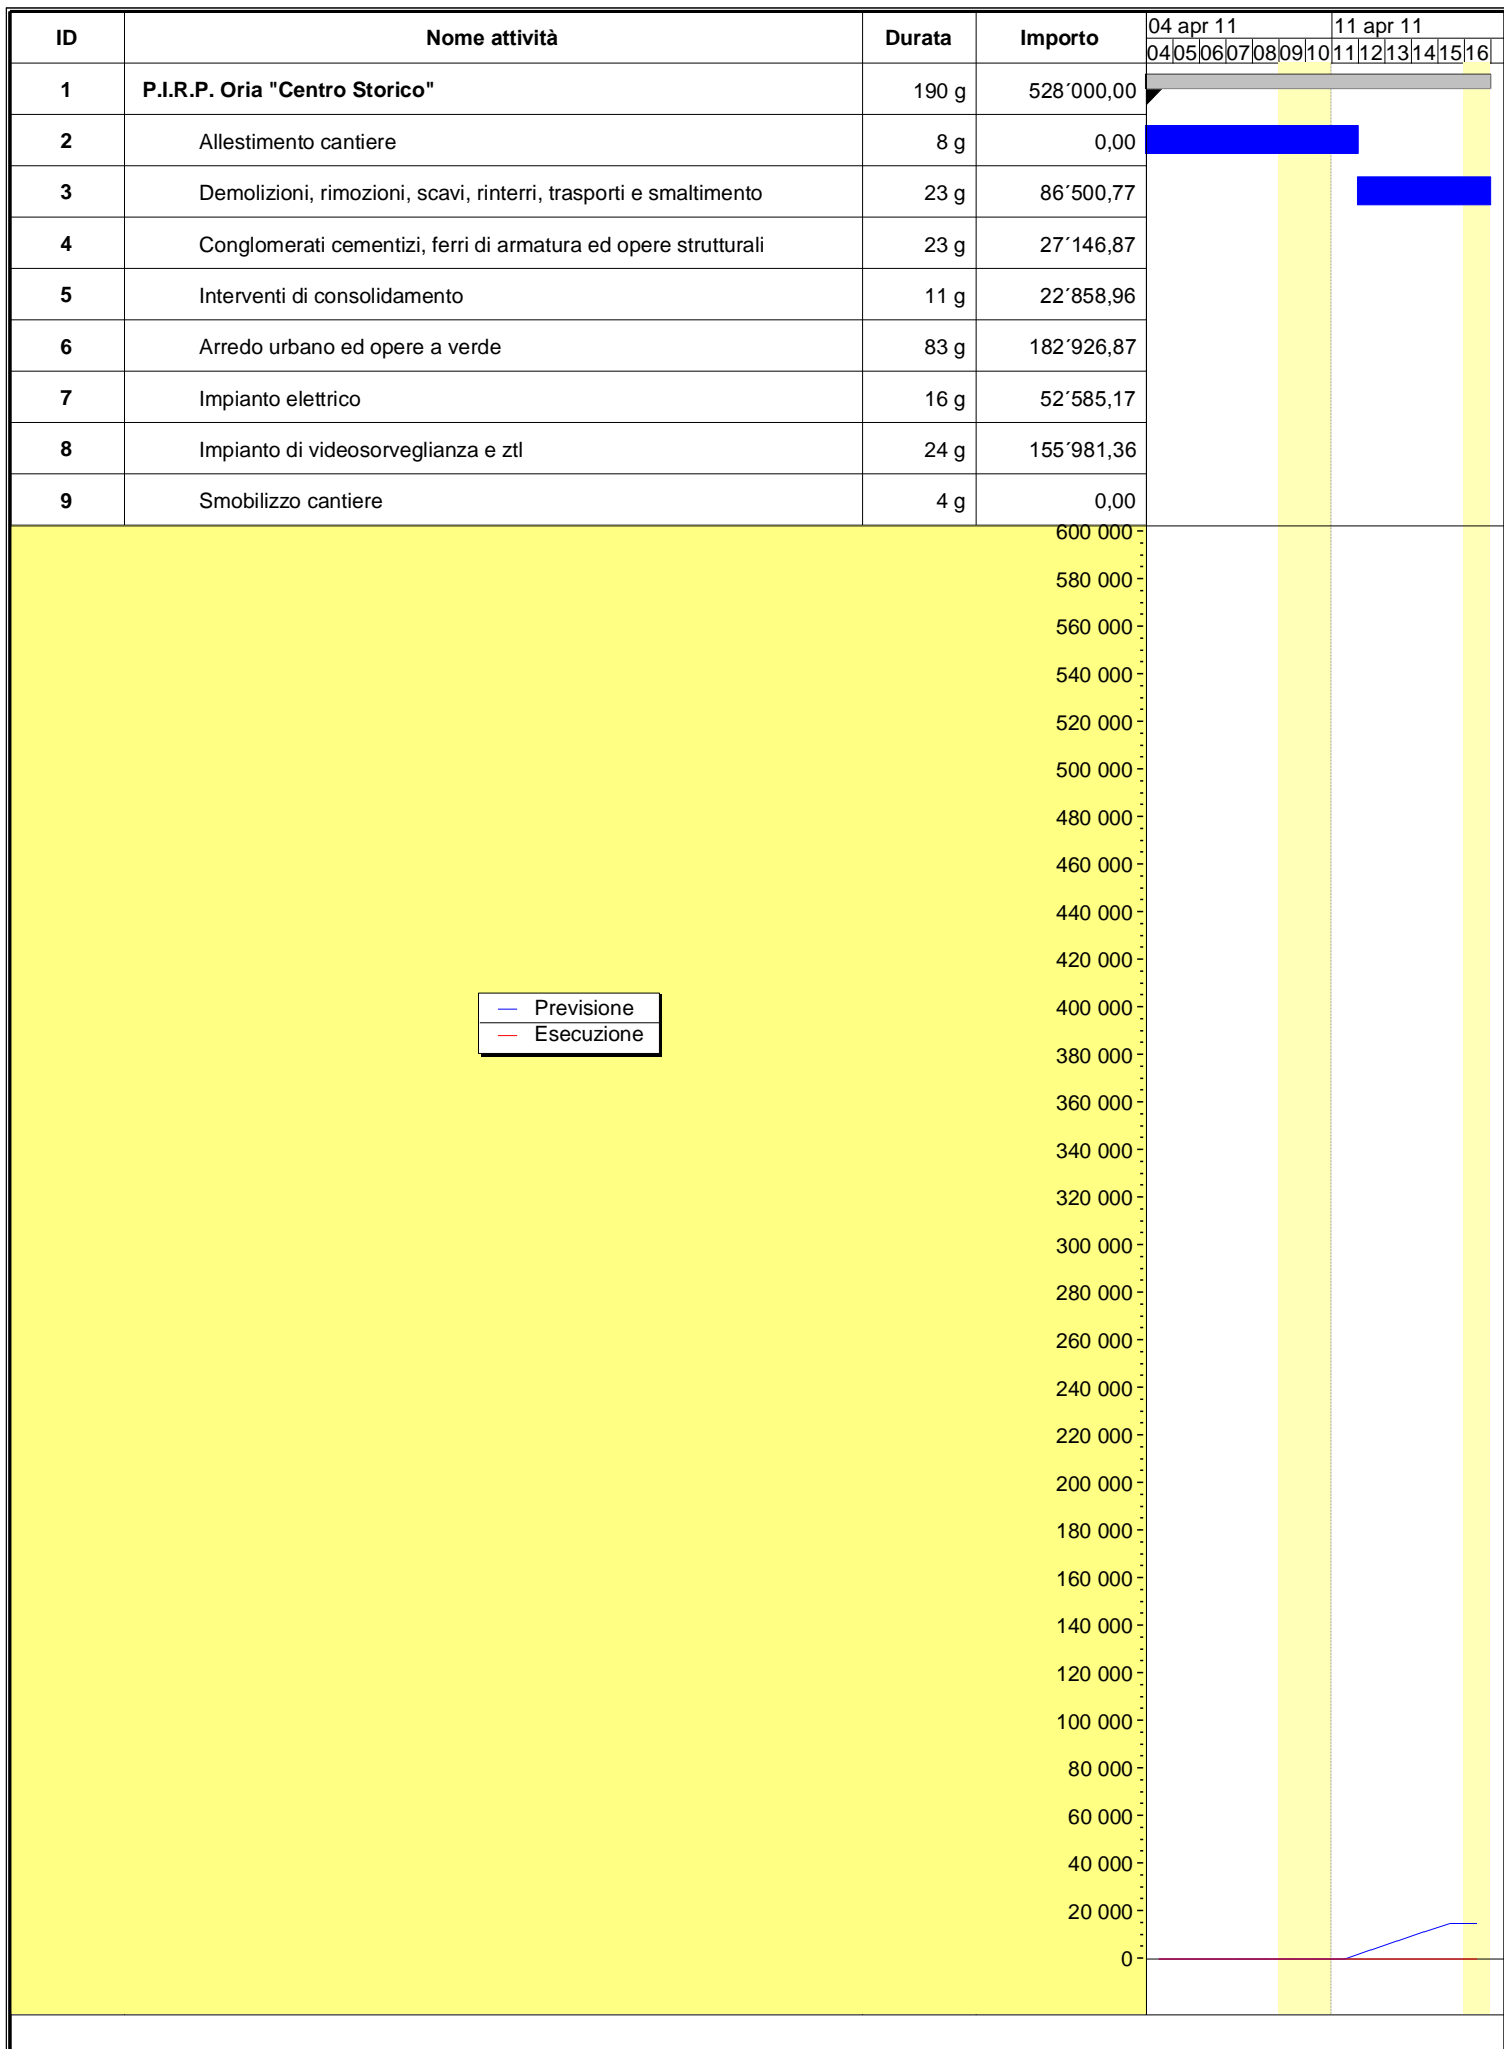 ID Nome attività Durata Importo 04 apr 11 11 apr 11
04 05 06 07 08 09 10 11 12 13 14 15 16
1 P.I.R.P. Oria "Centro Storico" 190 g 528´000,00
2 Allestimento cantiere 8 g 0,00
3 Demolizioni, rimozioni, scavi, rinterri, trasporti e smaltimento 23 g 86´500,77
4 Conglomerati cementizi, ferri di armatura ed opere strutturali 23 g 27´146,87
5 Interventi di consolidamento 11 g 22´858,96
6 Arredo urbano ed opere a verde 83 g 182´926,87
7 Impianto elettrico 16 g 52´585,17
8 Impianto di videosorveglianza e ztl 24 g 155´981,36
9 Smobilizzo cantiere 4 g 0,00
600 000
580 000
560 000
540 000
520 000
500 000
480 000
460 000
440 000
420 000
Previsione
400 000
Esecuzione
380 000
360 000
340 000
320 000
300 000
280 000
260 000
240 000
220 000
200 000
180 000
160 000
140 000
120 000
100 000
80 000
60 000
40 000
20 000
0